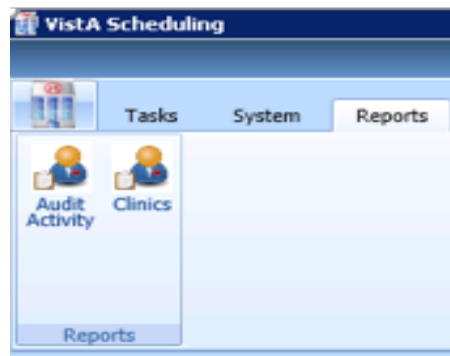 VistA Scheduling
Tasks System Reports
Audit Activity Clinics
Reports